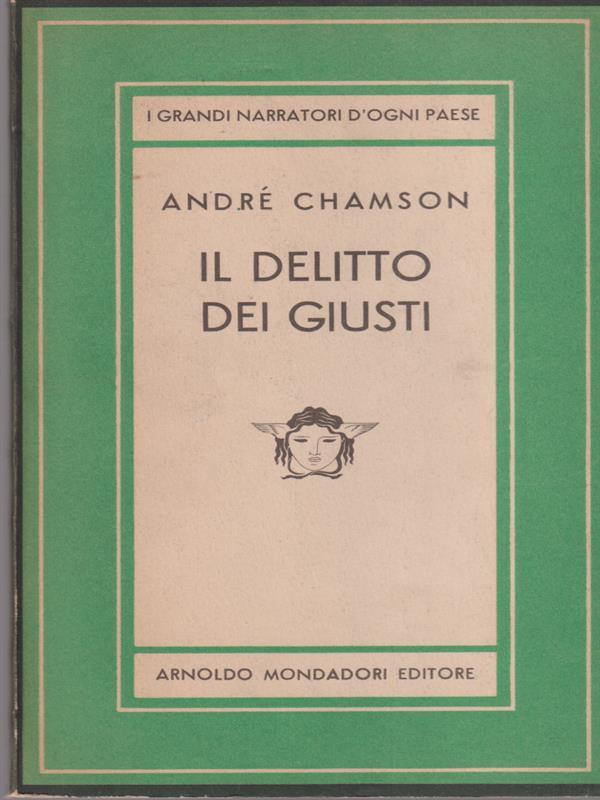 I GRANDI NARRATORI D'OGNI PAESE
ANDRÉ CHAMSON
IL DELITTO
DEI GIUSTI
ARNOLDO MONDADORI EDITORE